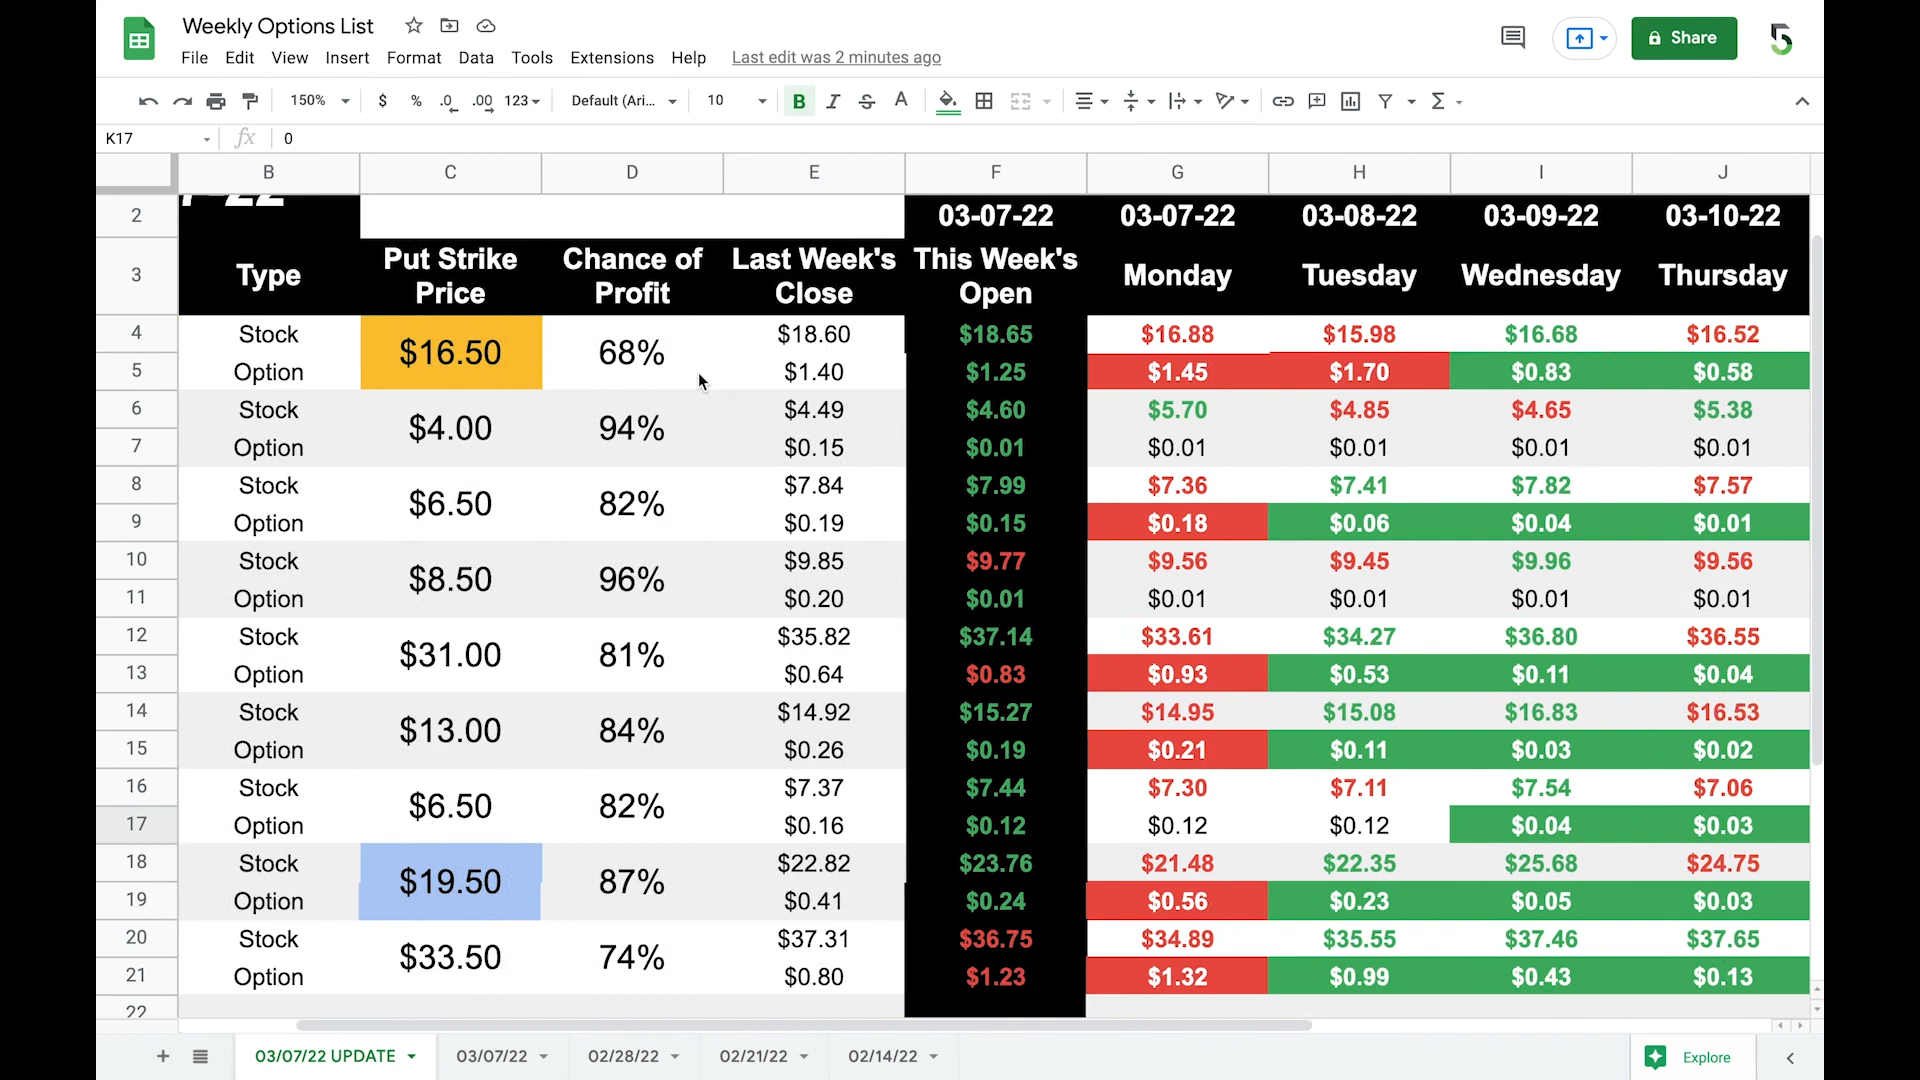 Weekly Options List
File Edit View Insert Format Data Tools Extensions Help Last edit was 2 minutes ago
Share
150% $ % .0 .00 123 Default (Ari... 10 B I S A
K17 fx 0
B C D E F G H I J
2 03-07-22 03-07-22 03-08-22 03-09-22 03-10-22
3 Type Put Strike Price Chance of Profit Last Week's Close This Week's Open Monday Tuesday Wednesday Thursday
4 Stock $16.50 68% $18.60 $18.65 $16.88 $15.98 $16.68 $16.52
5 Option $1.40 $1.25 $1.45 $1.70 $0.83 $0.58
6 Stock $4.00 94% $4.49 $4.60 $5.70 $4.85 $4.65 $5.38
7 Option $0.15 $0.01 $0.01 $0.01 $0.01 $0.01
8 Stock $6.50 82% $7.84 $7.99 $7.36 $7.41 $7.82 $7.57
9 Option $0.19 $0.15 $0.18 $0.06 $0.04 $0.01
10 Stock $8.50 96% $9.85 $9.77 $9.56 $9.45 $9.96 $9.56
11 Option $0.20 $0.01 $0.01 $0.01 $0.01 $0.01
12 Stock $31.00 81% $35.82 $37.14 $33.61 $34.27 $36.80 $36.55
13 Option $0.64 $0.83 $0.93 $0.53 $0.11 $0.04
14 Stock $13.00 84% $14.92 $15.27 $14.95 $15.08 $16.83 $16.53
15 Option $0.26 $0.19 $0.21 $0.11 $0.03 $0.02
16 Stock $6.50 82% $7.37 $7.44 $7.30 $7.11 $7.54 $7.06
17 Option $0.16 $0.12 $0.12 $0.12 $0.04 $0.03
18 Stock $19.50 87% $22.82 $23.76 $21.48 $22.35 $25.68 $24.75
19 Option $0.41 $0.24 $0.56 $0.23 $0.05 $0.03
20 Stock $33.50 74% $37.31 $36.75 $34.89 $35.55 $37.46 $37.65
21 Option $0.80 $1.23 $1.32 $0.99 $0.43 $0.13
22
03/07/22 UPDATE 03/07/22 02/28/22 02/21/22 02/14/22 Explore